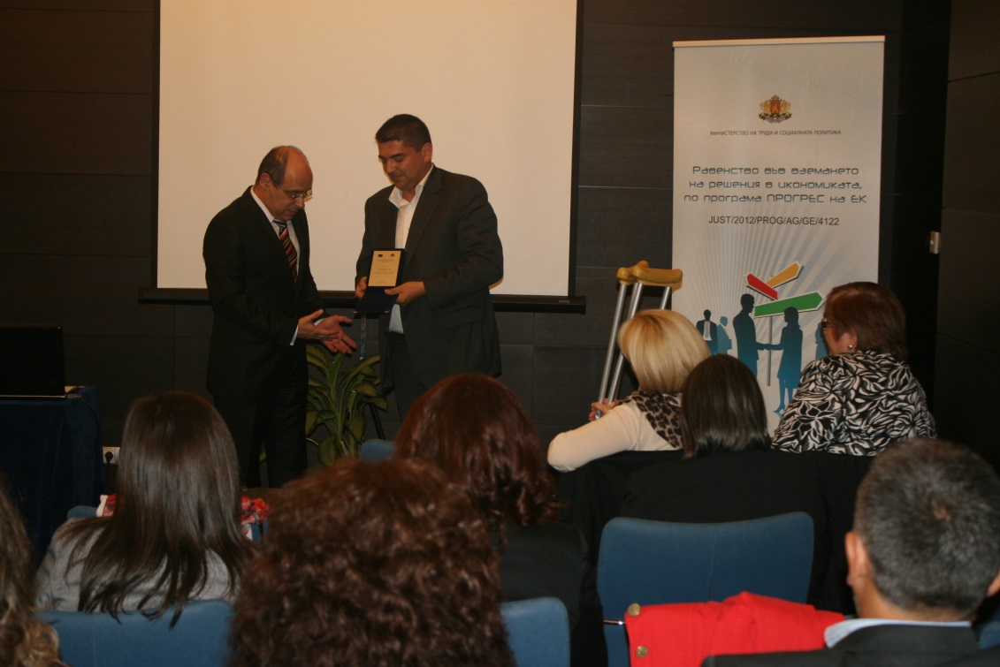 МИНИСТЕРСТВО НА ТРУДА И СОЦИАЛНАТА ПОЛИТИКА
Равенство във вземането
на решения в икономиката,
по програма ПРОГРЕС на ЕК
JUST/2012/PROG/AG/GE/4122